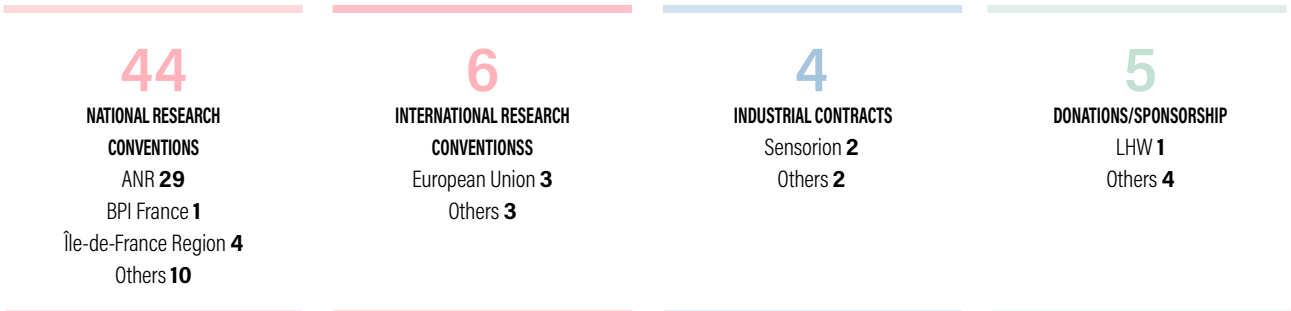 44
NATIONAL RESEARCH
CONVENTIONS
ANR 29
BPI France 1
Île-de-France Region 4
Others 10
6
INTERNATIONAL RESEARCH
CONVENTIONSS
European Union 3
Others 3
4
INDUSTRIAL CONTRACTS
Sensorion 2
Others 2
5
DONATIONS/SPONSORSHIP
LHW 1
Others 4